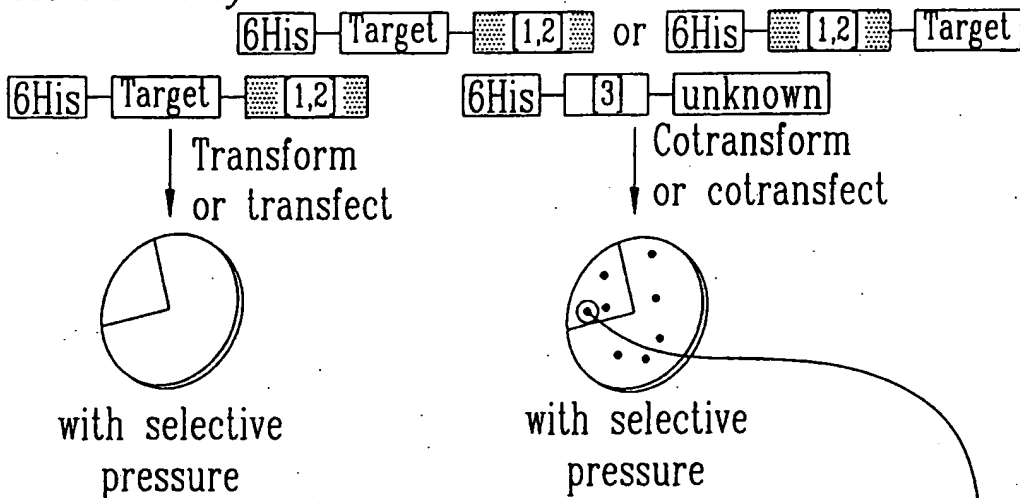 6His Target [1,2] or 6His [1,2] Target
6His Target [1,2]
6His [3] unknown
Transform
or transfect
Cotransform
or cotransfect
with selective
pressure
with selective
pressure